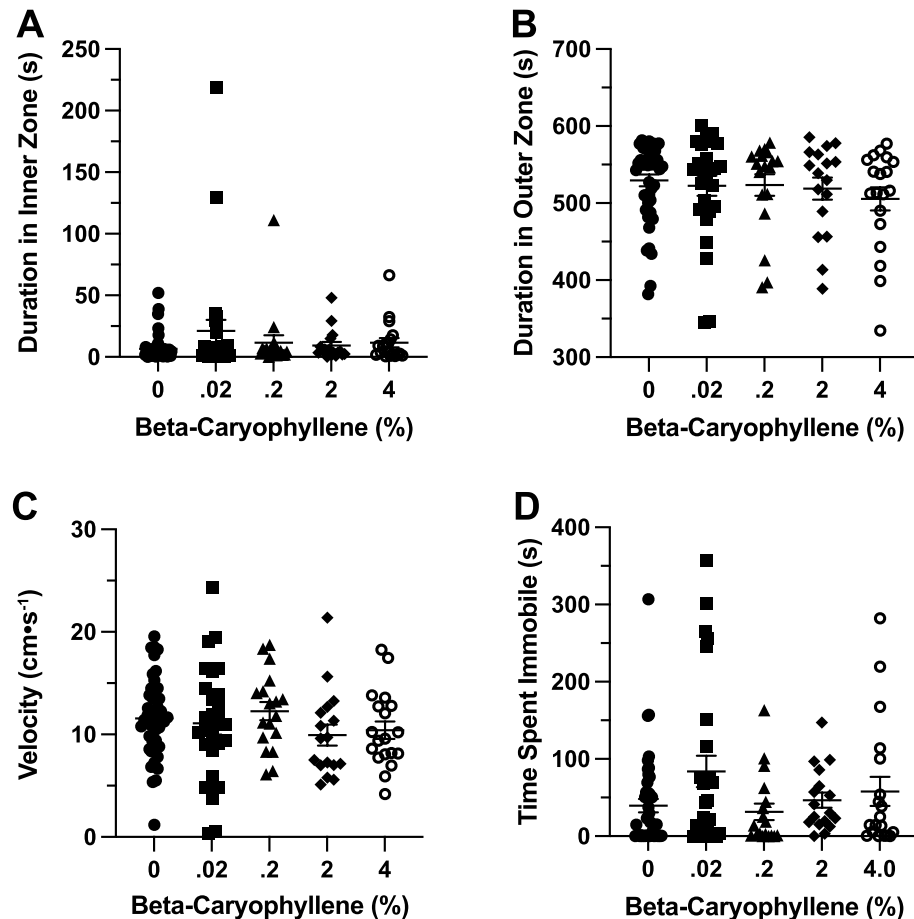 A
Duration in Inner Zone (s)
250
200
150
100
50
0
0 .02 .2 2 4
Beta-Caryophyllene (%)
B
Duration in Outer Zone (s)
700
600
500
400
300
0 .02 .2 2 4
Beta-Caryophyllene (%)
C
Velocity (cm•s⁻¹)
30
20
10
0
0 .02 .2 2 4
Beta-Caryophyllene (%)
D
Time Spent Immobile (s)
400
300
200
100
0
0 .02 .2 2 4.0
Beta-Caryophyllene (%)